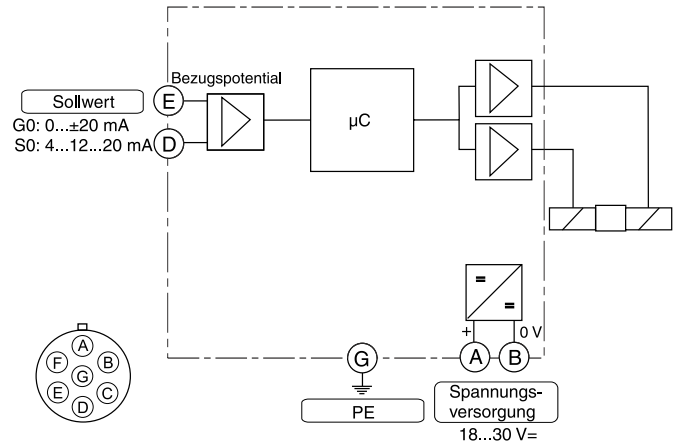 Bezugspotential
Sollwert
E
G0: 0...±20 mA
S0: 4...12...20 mA
D
µC
=
=
+
0 V
G
A
B
PE
Spannungs-
versorgung
18...30 V=
A
F
B
G
E
C
D